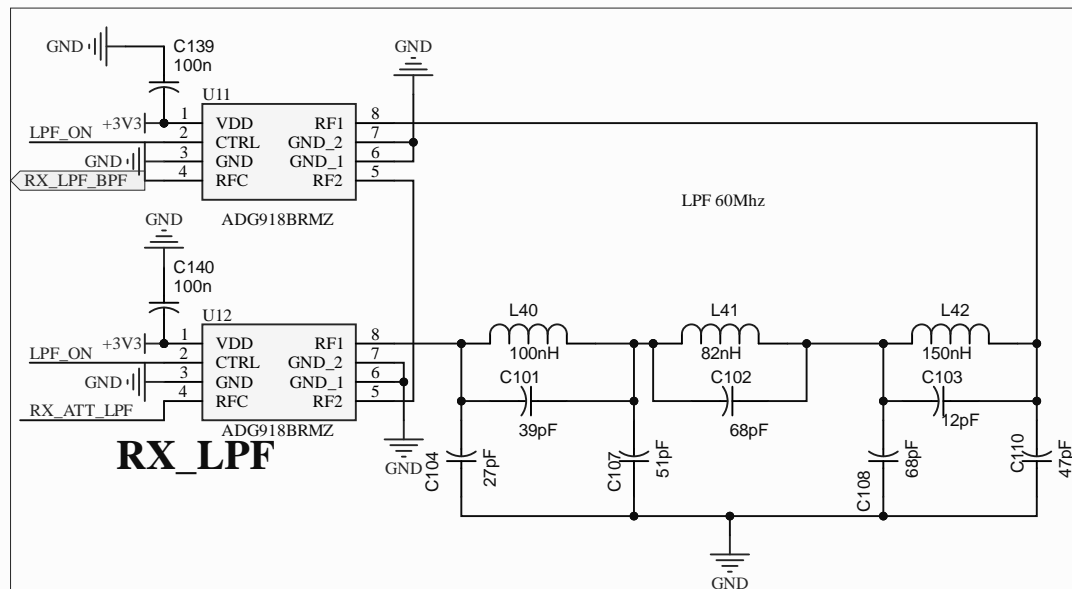 GND
C139
100n
GND
U11
+3V3
1
VDD
RF1
8
LPF_ON
2
CTRL
GND_2
7
GND
3
GND
GND_1
6
RX_LPF_BPF
4
RFC
RF2
5
ADG918BRMZ
LPF 60Mhz
GND
C140
100n
U12
+3V3
1
VDD
RF1
8
LPF_ON
2
CTRL
GND_2
7
GND
3
GND
GND_1
6
RX_ATT_LPF
4
RFC
RF2
5
ADG918BRMZ
RX_LPF
GND
L40
100nH
L41
82nH
L42
150nH
C101
39pF
C102
68pF
C103
12pF
C104
27pF
C107
51pF
C108
68pF
C110
47pF
GND